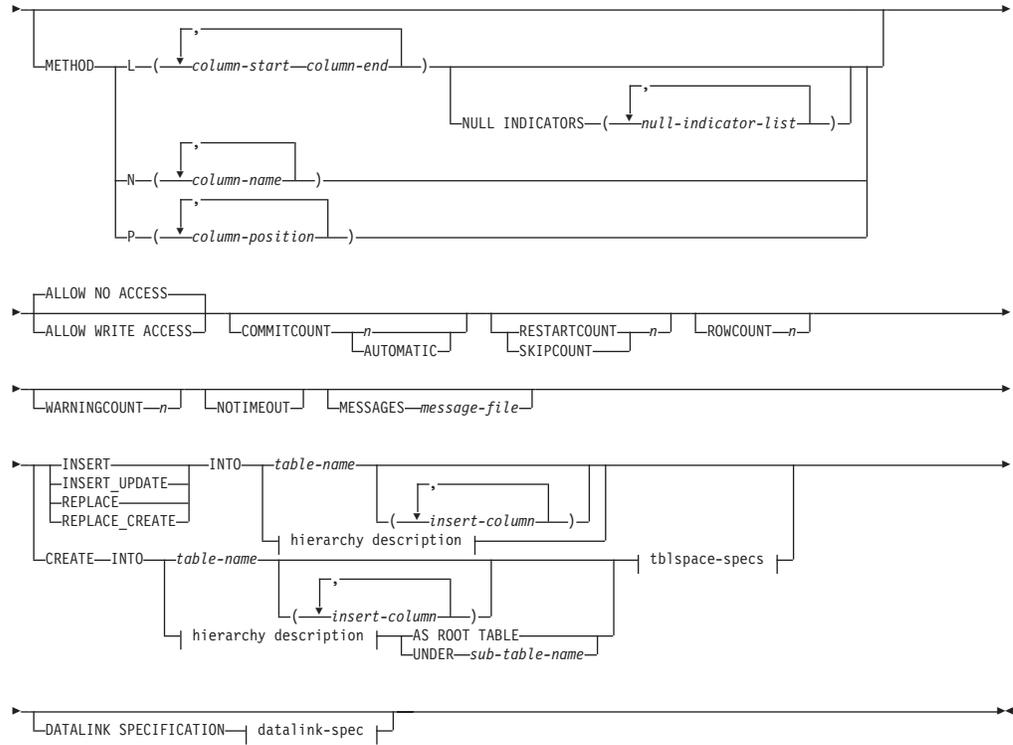 ,
METHOD L ( column-start column-end )
,
NULL INDICATORS ( null-indicator-list )
,
N ( column-name )
,
P ( column-position )
ALLOW NO ACCESS
ALLOW WRITE ACCESS COMMITCOUNT n RESTARTCOUNT n ROWCOUNT n
AUTOMATIC SKIPCOUNT
WARNINGCOUNT n NOTIMEOUT MESSAGES message-file
INSERT INTO table-name
INSERT_UPDATE ,
REPLACE
REPLACE_CREATE ( insert-column )
hierarchy description
CREATE INTO table-name tblspace-specs
,
( insert-column )
hierarchy description AS ROOT TABLE
UNDER sub-table-name
DATALINK SPECIFICATION datalink-spec